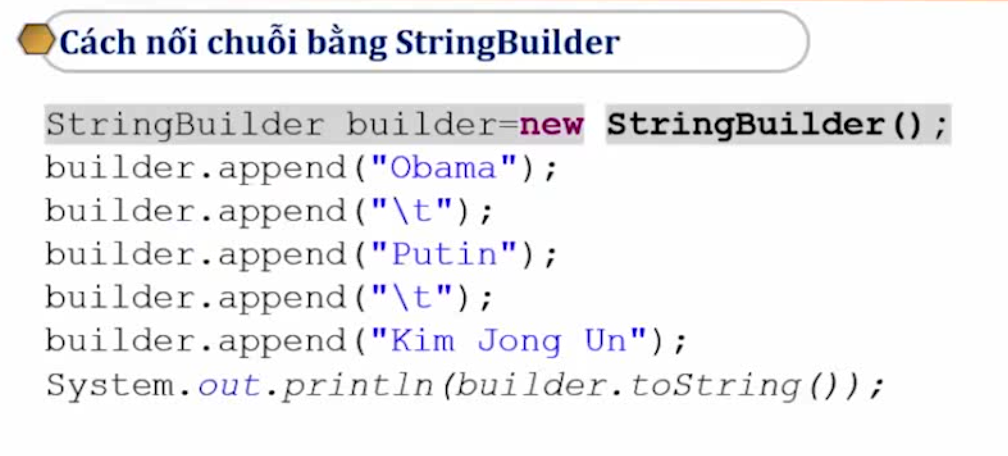 Cách nối chuỗi bằng StringBuilder
StringBuilder builder=new StringBuilder();
builder.append("Obama");
builder.append("\t");
builder.append("Putin");
builder.append("\t");
builder.append("Kim Jong Un");
System.out.println(builder.toString());